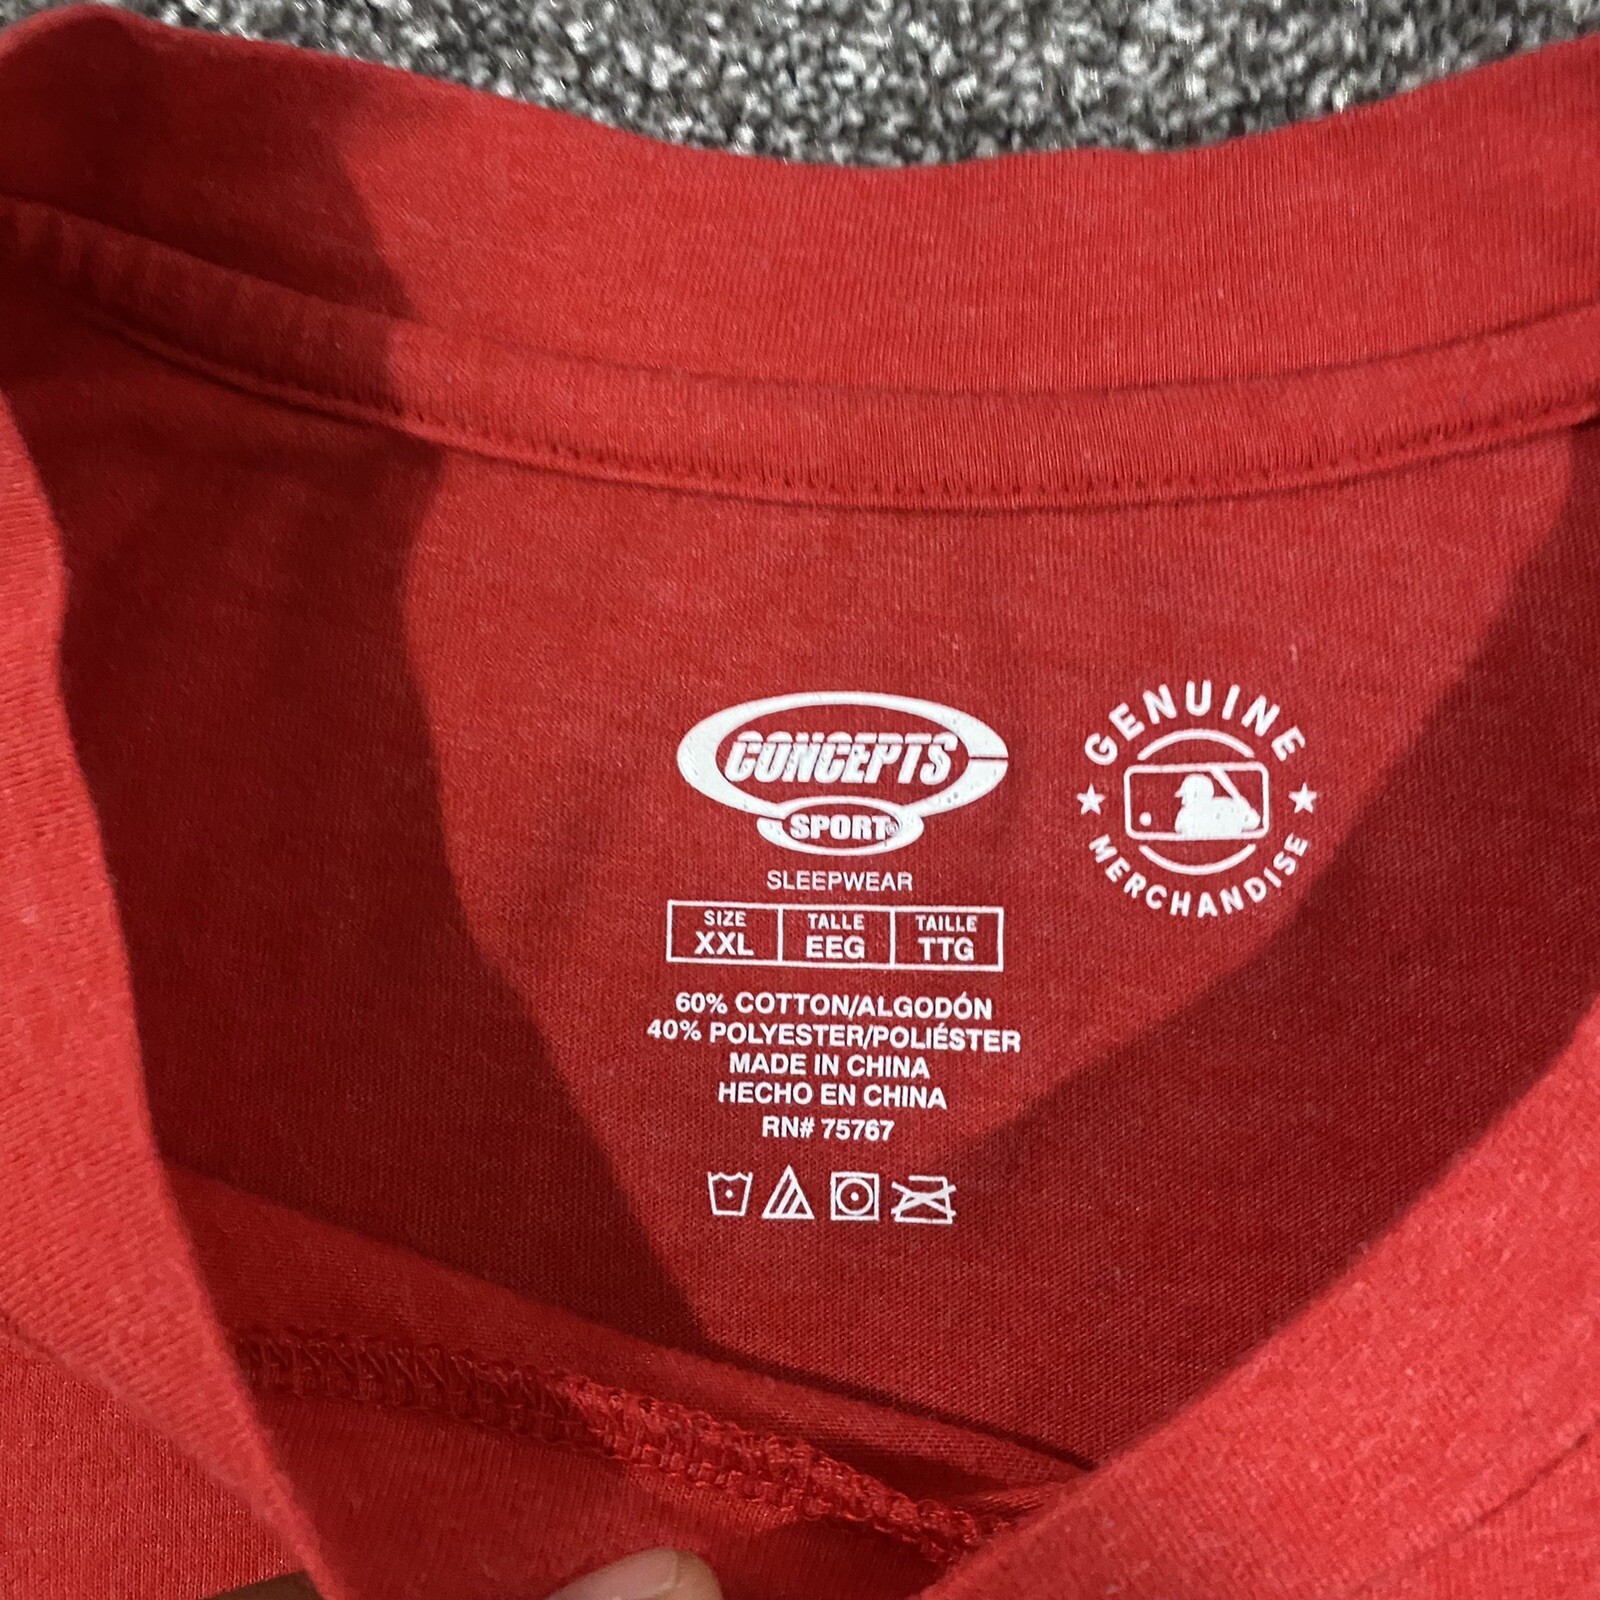 CONCEPTS
SPORT®
SLEEPWEAR
SIZE TALLE TAILLE
XXL EEG TTG
60% COTTON/ALGODÓN
40% POLYESTER/POLIÉSTER
MADE IN CHINA
HECHO EN CHINA
RN# 75767
GENUINE
MERCHANDISE